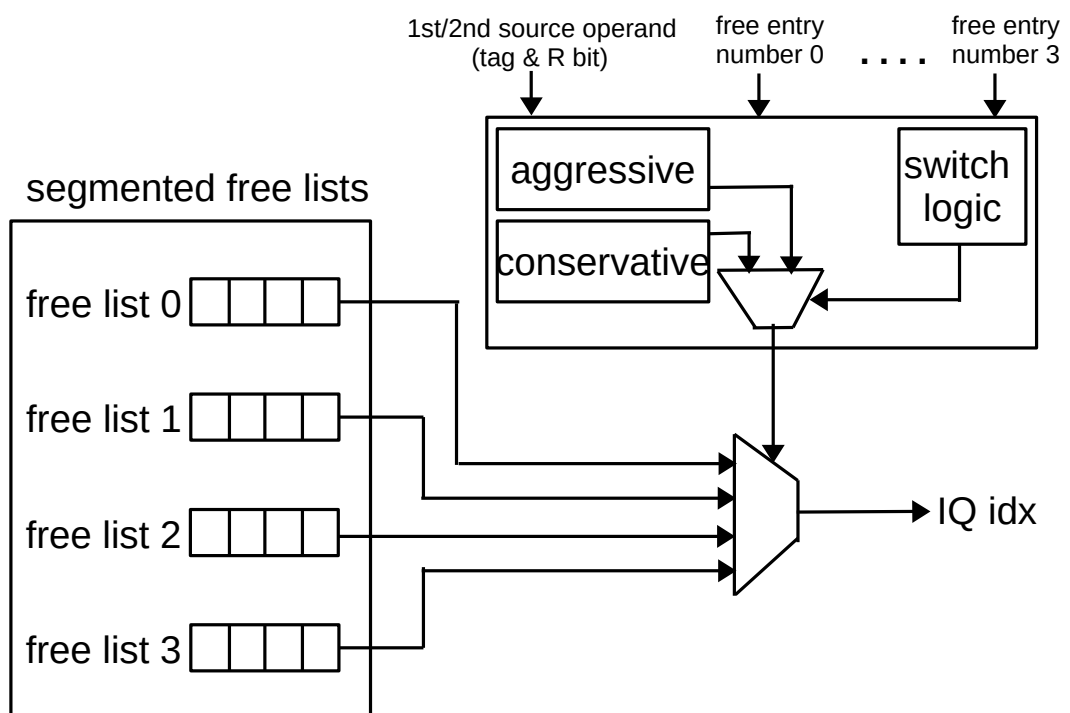 1st/2nd source operand
(tag & R bit)
free entry
number 0
. . . .
free entry
number 3
aggressive
conservative
switch
logic
segmented free lists
free list 0
free list 1
free list 2
free list 3
IQ idx